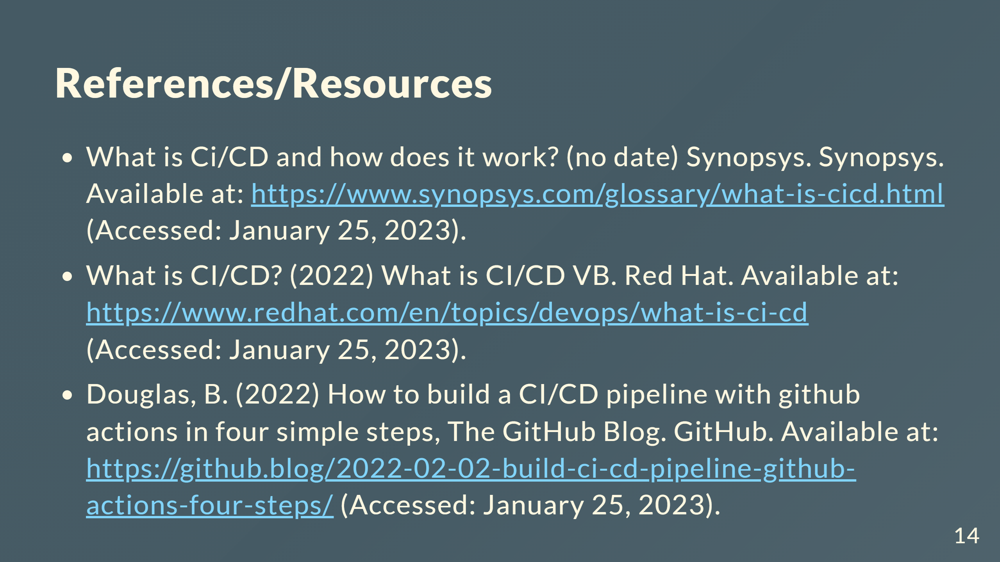 References/Resources
• What is Ci/CD and how does it work? (no date) Synopsys. Synopsys.
Available at: https://www.synopsys.com/glossary/what-is-cicd.html
(Accessed: January 25, 2023).
• What is CI/CD? (2022) What is CI/CD VB. Red Hat. Available at:
https://www.redhat.com/en/topics/devops/what-is-ci-cd
(Accessed: January 25, 2023).
• Douglas, B. (2022) How to build a CI/CD pipeline with github
actions in four simple steps, The GitHub Blog. GitHub. Available at:
https://github.blog/2022-02-02-build-ci-cd-pipeline-github-
actions-four-steps/ (Accessed: January 25, 2023).
14